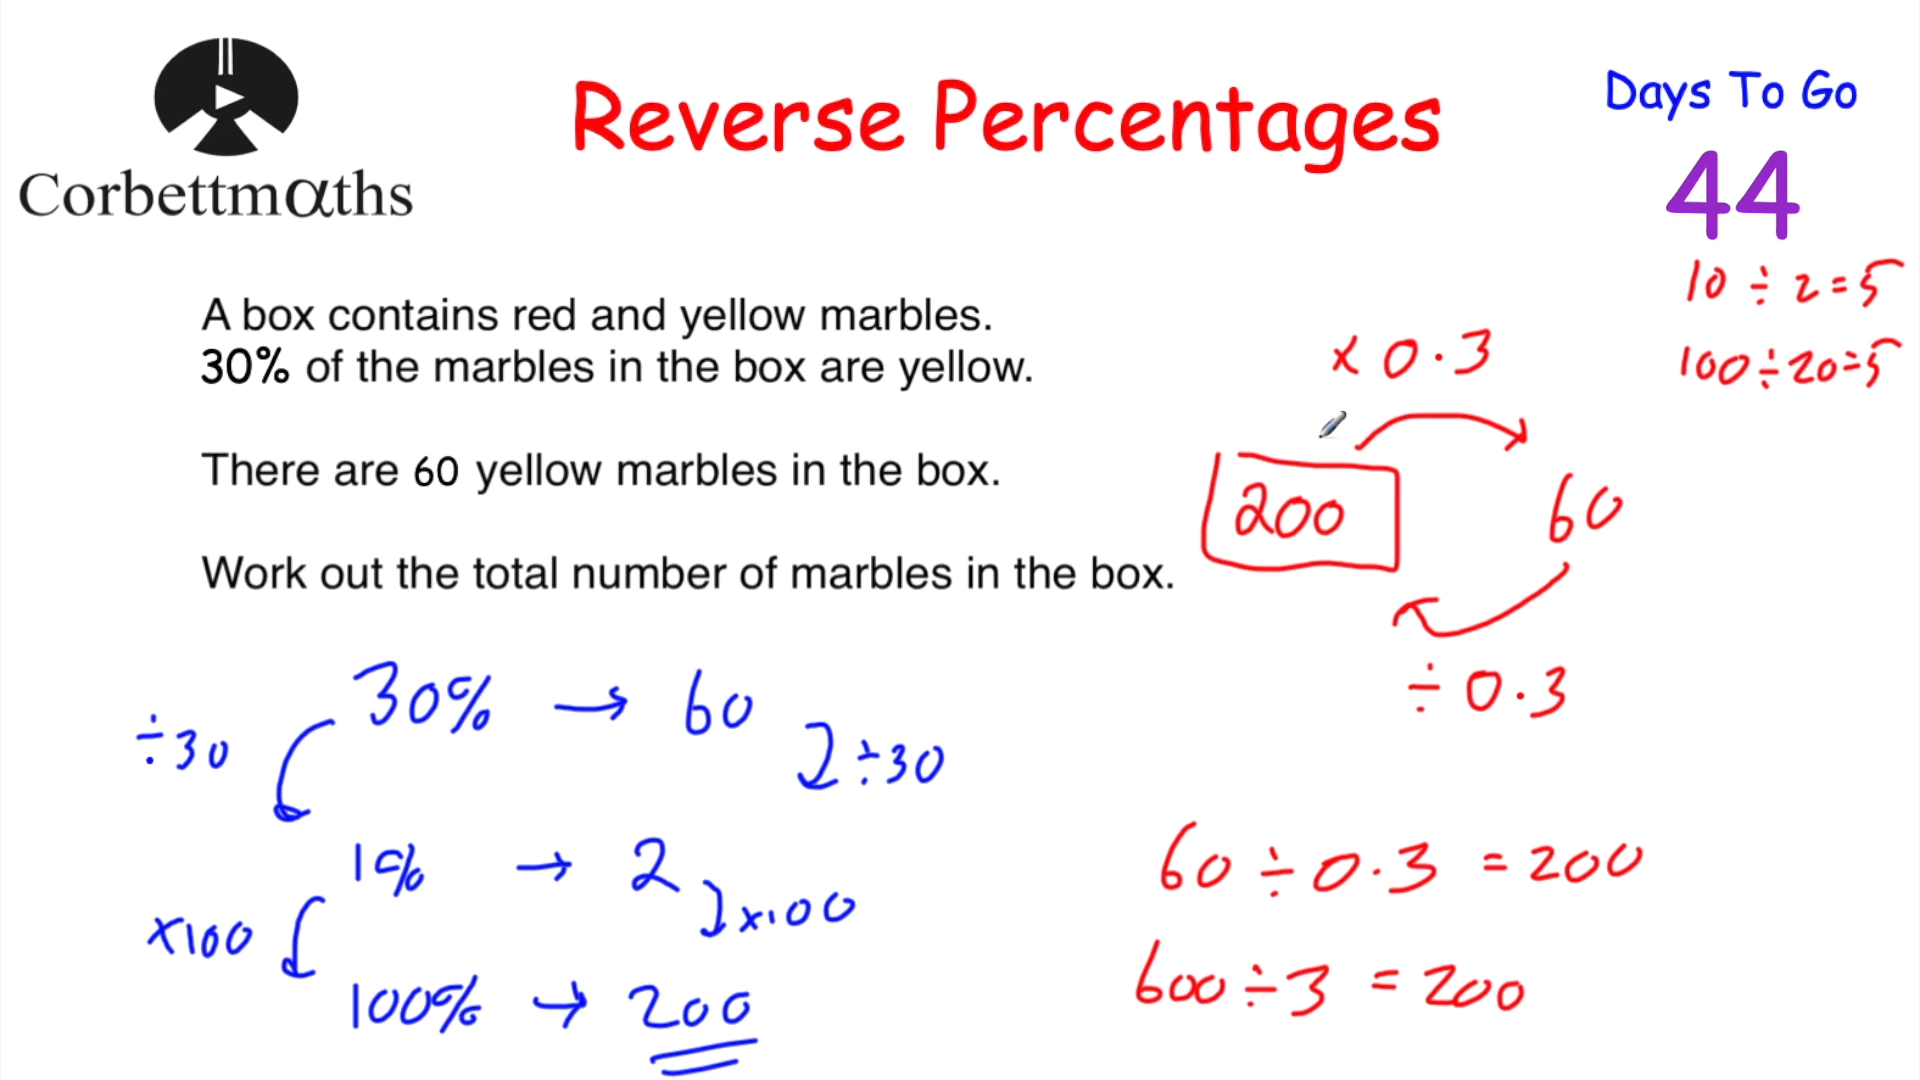 Corbettmαths
Reverse Percentages
Days To Go
44
10 ÷ 2 = 5
100 ÷ 20 = 5
A box contains red and yellow marbles.
30% of the marbles in the box are yellow.
There are 60 yellow marbles in the box.
Work out the total number of marbles in the box.
× 0.3
200
60
÷ 0.3
÷30 30% → 60 ÷30
1% → 2
×100 ×100
100% → 200
60 ÷ 0.3 = 200
600 ÷ 3 = 200